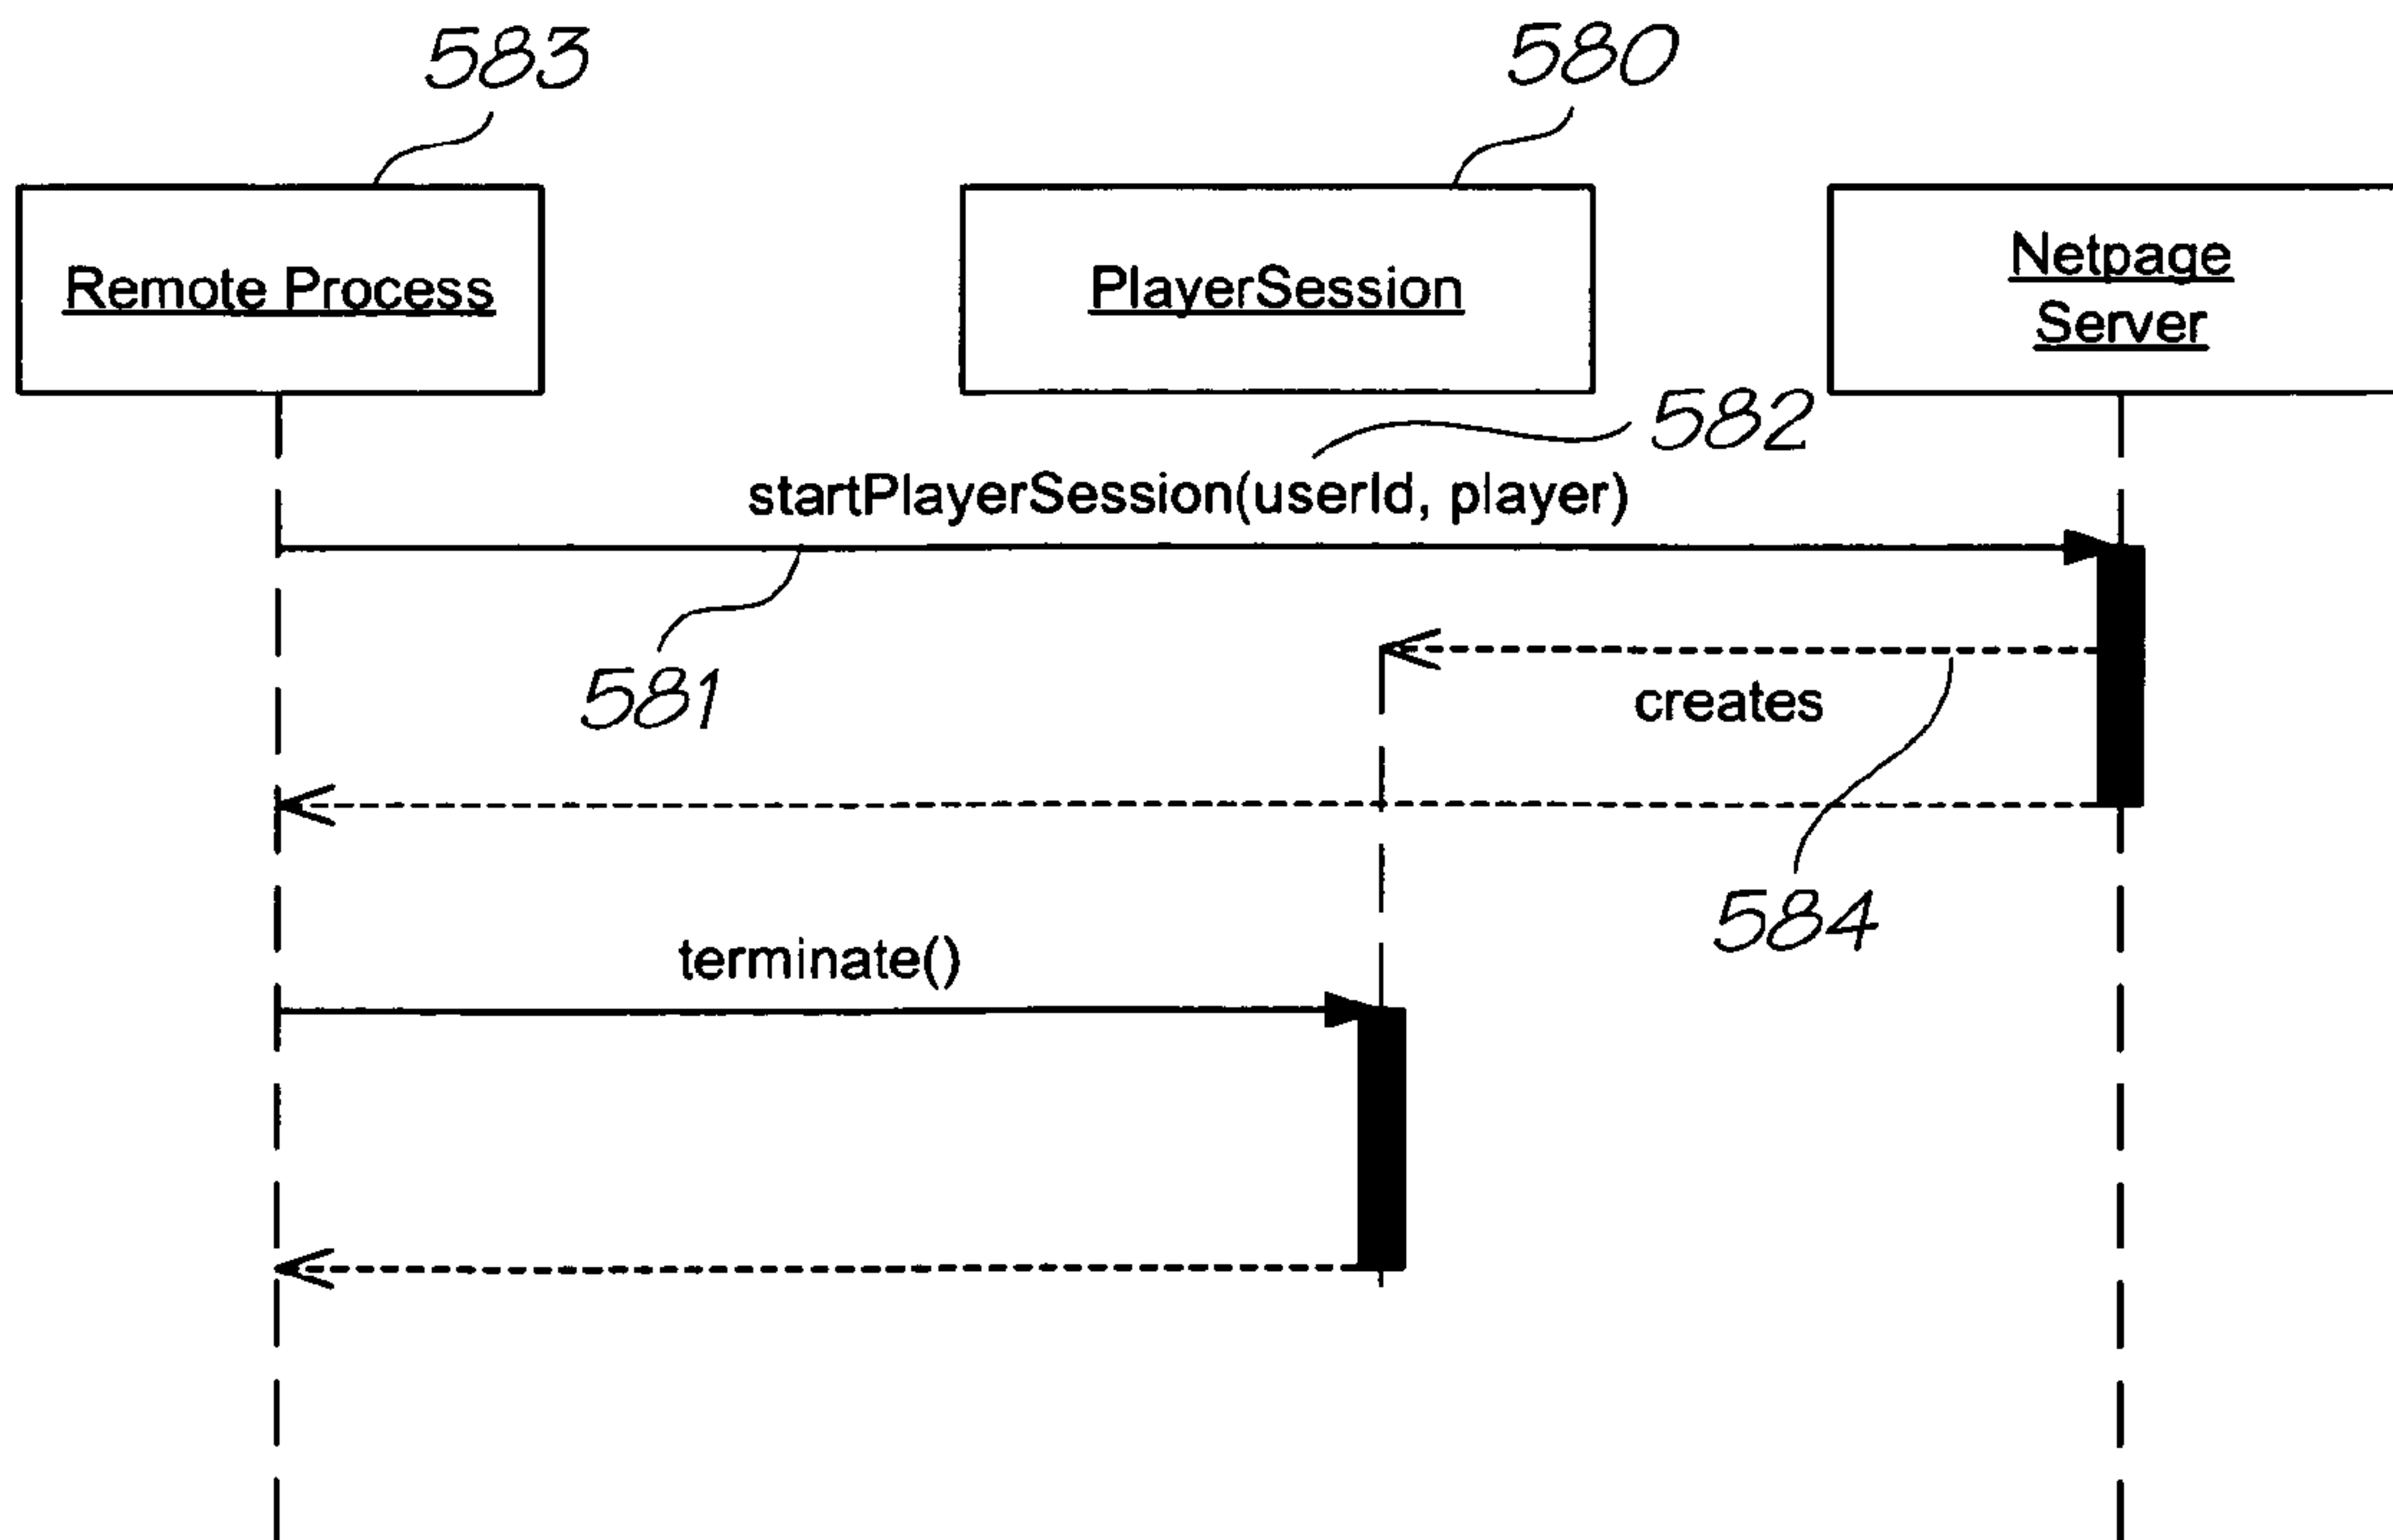 583
580
Remote Process
PlayerSession
Netpage
Server
582
startPlayerSession(userId, player)
581
creates
584
terminate()